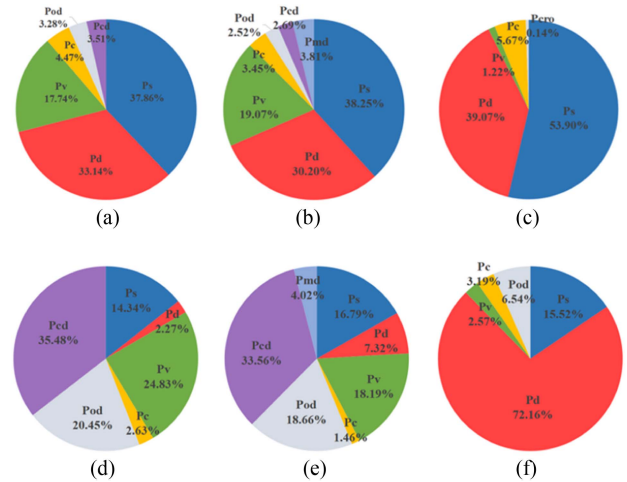 Pod
3.28%
Pcd
3.51%
Pc
4.47%
Pv
17.74%
Ps
37.86%
Pd
33.14%
(a)
Pod
2.52%
Pcd
2.69%
Pmd
3.81%
Pc
3.45%
Pv
19.07%
Ps
38.25%
Pd
30.20%
(b)
Pcro
0.14%
Pc
5.67%
Pv
1.22%
Pd
39.07%
Ps
53.90%
(c)
Pcd
35.48%
Ps
14.34%
Pd
2.27%
Pv
24.83%
Pod
20.45%
Pc
2.63%
(d)
Pmd
4.02%
Ps
16.79%
Pcd
33.56%
Pd
7.32%
Pv
18.19%
Pod
18.66%
Pc
1.46%
(e)
Pc
3.19%
Pod
6.54%
Pv
2.57%
Ps
15.52%
Pd
72.16%
(f)